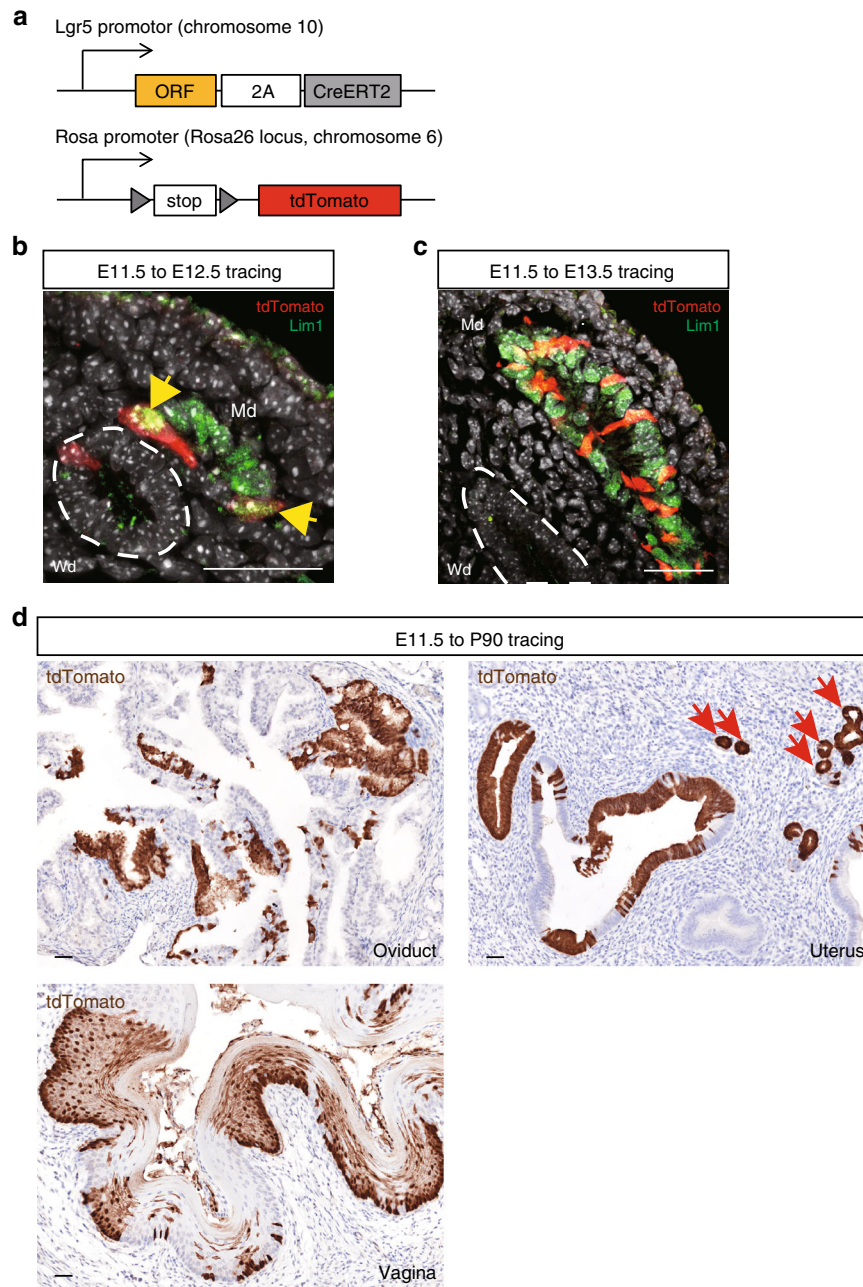 a
Lgr5 promotor (chromosome 10)
ORF 2A CreERT2
Rosa promoter (Rosa26 locus, chromosome 6)
stop tdTomato
b
E11.5 to E12.5 tracing
tdTomato
Lim1
Md
Wd
c
E11.5 to E13.5 tracing
tdTomato
Lim1
Md
Wd
d
E11.5 to P90 tracing
tdTomato
Oviduct
tdTomato
Uterus
tdTomato
Vagina